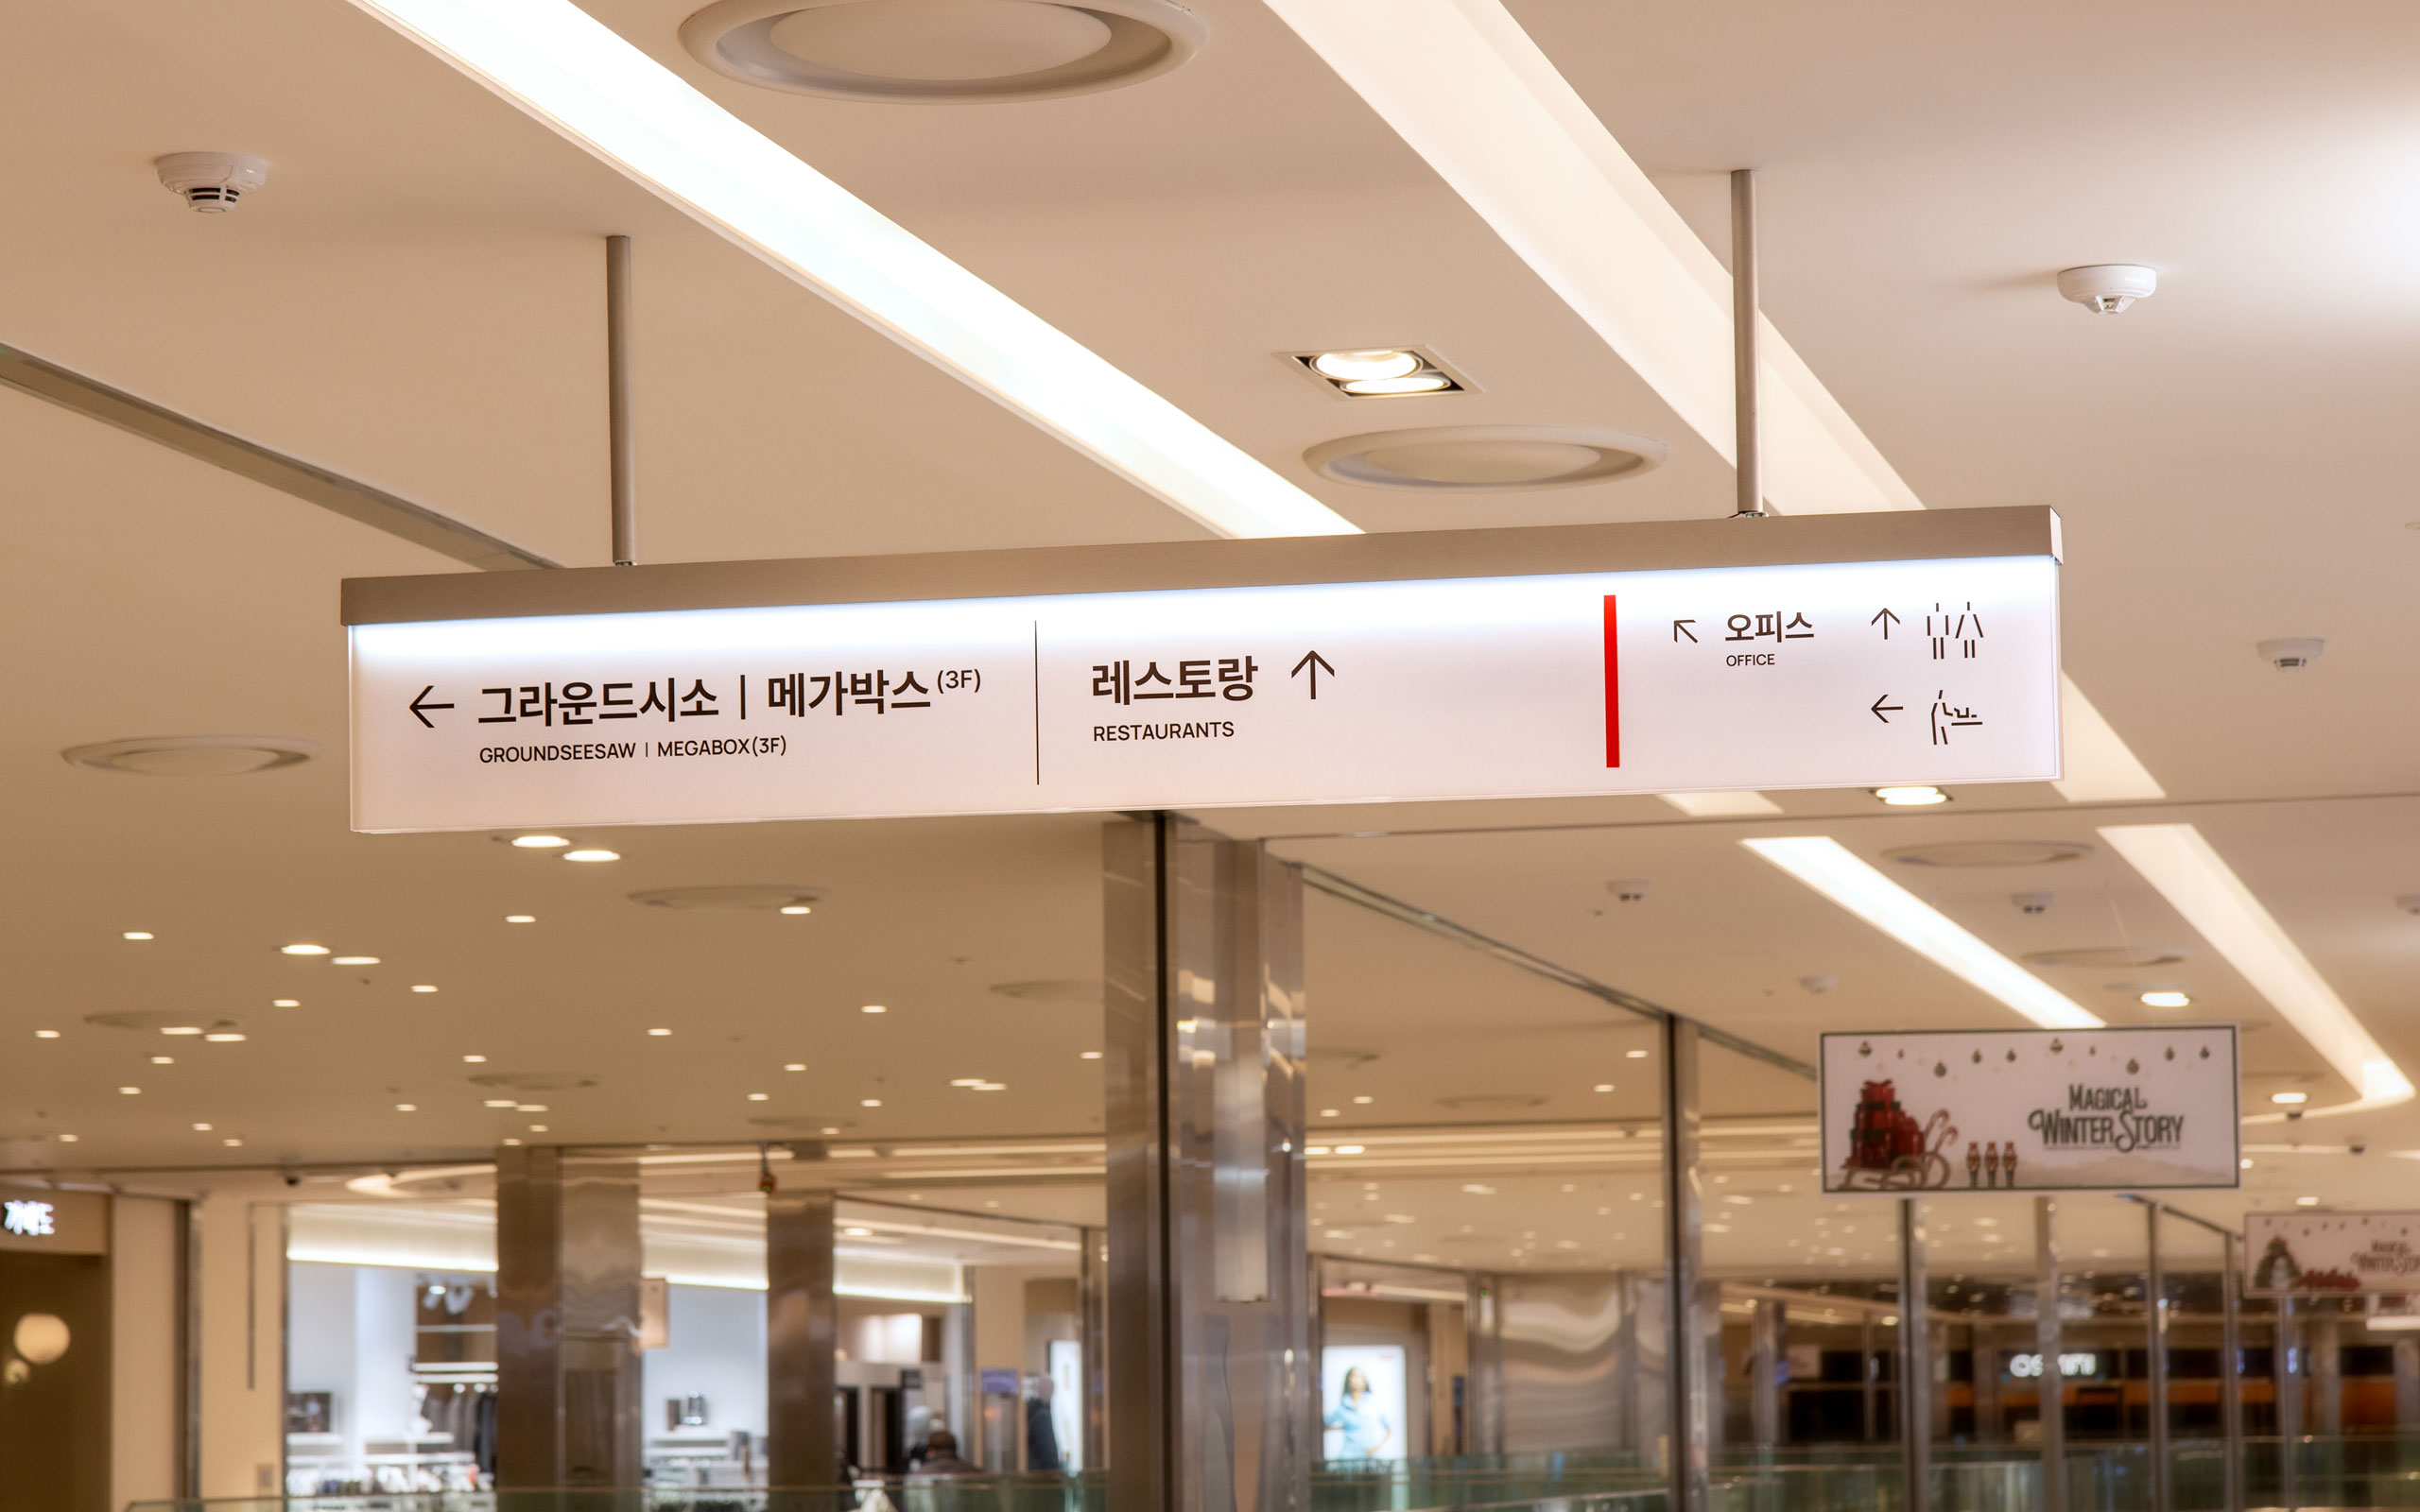 ← 그라운드시소 | 메가박스(3F)
GROUNDSEESAW | MEGABOX(3F)
레스토랑 ↑
RESTAURANTS
↖ 오피스 ↑
OFFICE
←
MAGICAL
WINTER STORY